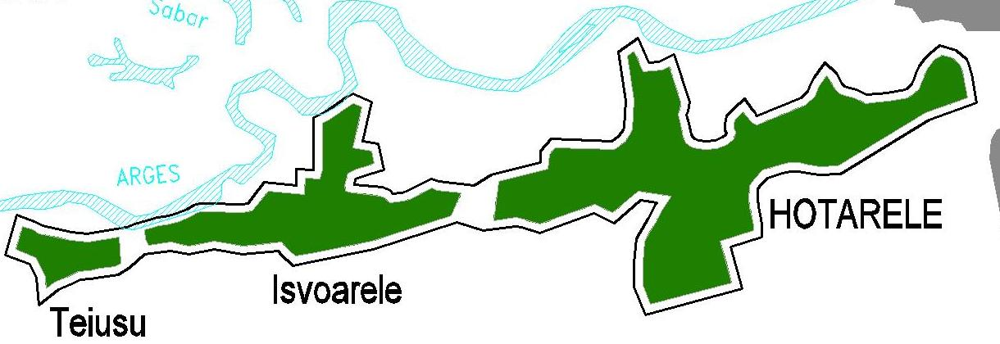 Sabar
ARGES
HOTARELE
Isvoarele
Teiusu